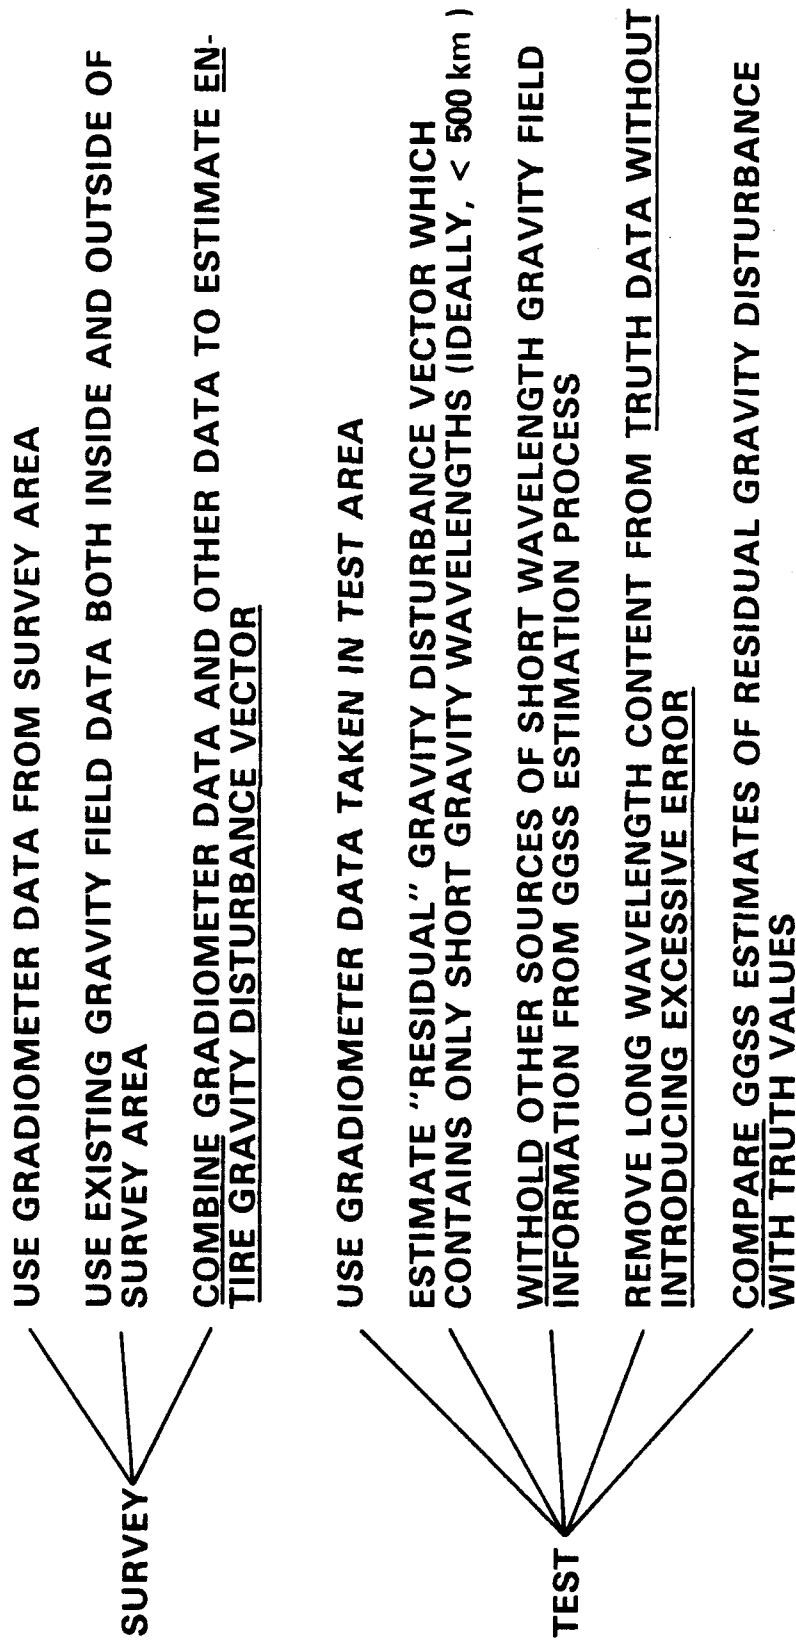 SURVEY
USE GRADIOMETER DATA FROM SURVEY AREA
USE EXISTING GRAVITY FIELD DATA BOTH INSIDE AND OUTSIDE OF
SURVEY AREA
COMBINE GRADIOMETER DATA AND OTHER DATA TO ESTIMATE EN-
TIRE GRAVITY DISTURBANCE VECTOR
TEST
USE GRADIOMETER DATA TAKEN IN TEST AREA
ESTIMATE "RESIDUAL" GRAVITY DISTURBANCE VECTOR WHICH
CONTAINS ONLY SHORT GRAVITY WAVELENGTHS (IDEALLY, < 500 km )
WITHOLD OTHER SOURCES OF SHORT WAVELENGTH GRAVITY FIELD
INFORMATION FROM GGSS ESTIMATION PROCESS
REMOVE LONG WAVELENGTH CONTENT FROM TRUTH DATA WITHOUT
INTRODUCING EXCESSIVE ERROR
COMPARE GGSS ESTIMATES OF RESIDUAL GRAVITY DISTURBANCE
WITH TRUTH VALUES